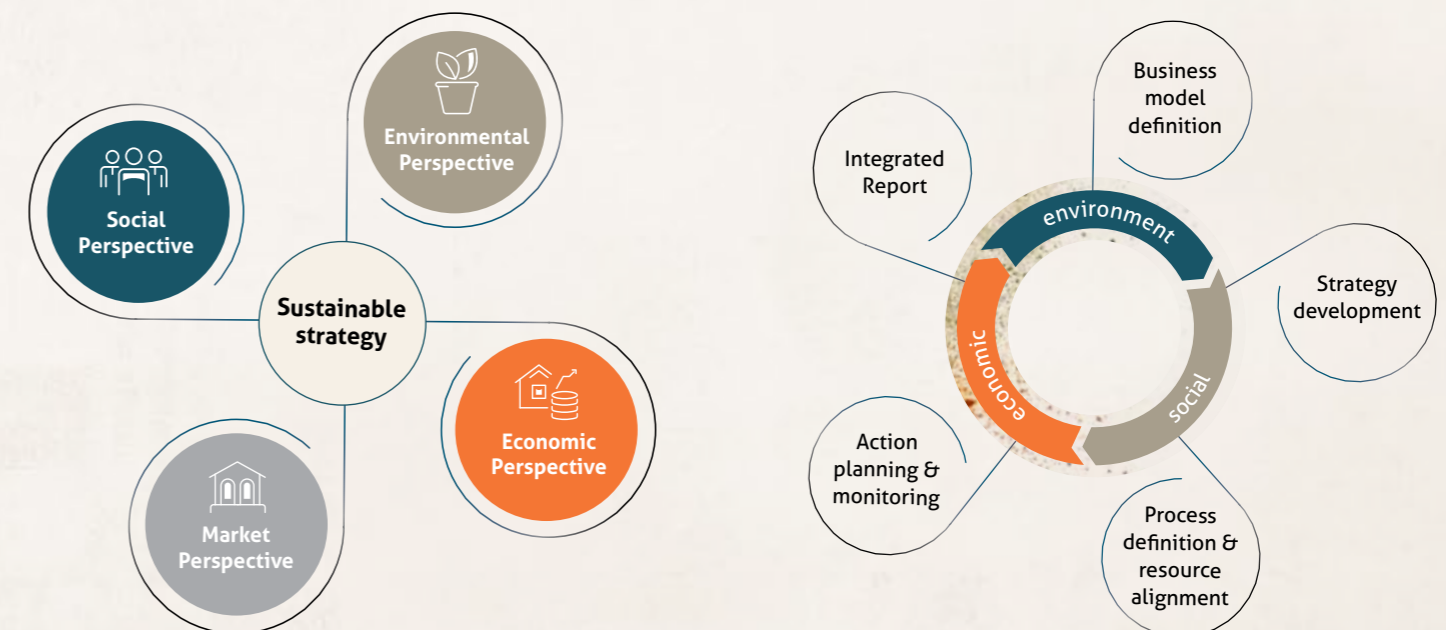 Environmental
Perspective
Social
Perspective
Sustainable
strategy
Economic
Perspective
Market
Perspective
Business
model
definition
Integrated
Report
environment
Strategy
development
economic
social
Action
planning &
monitoring
Process
definition &
resource
alignment